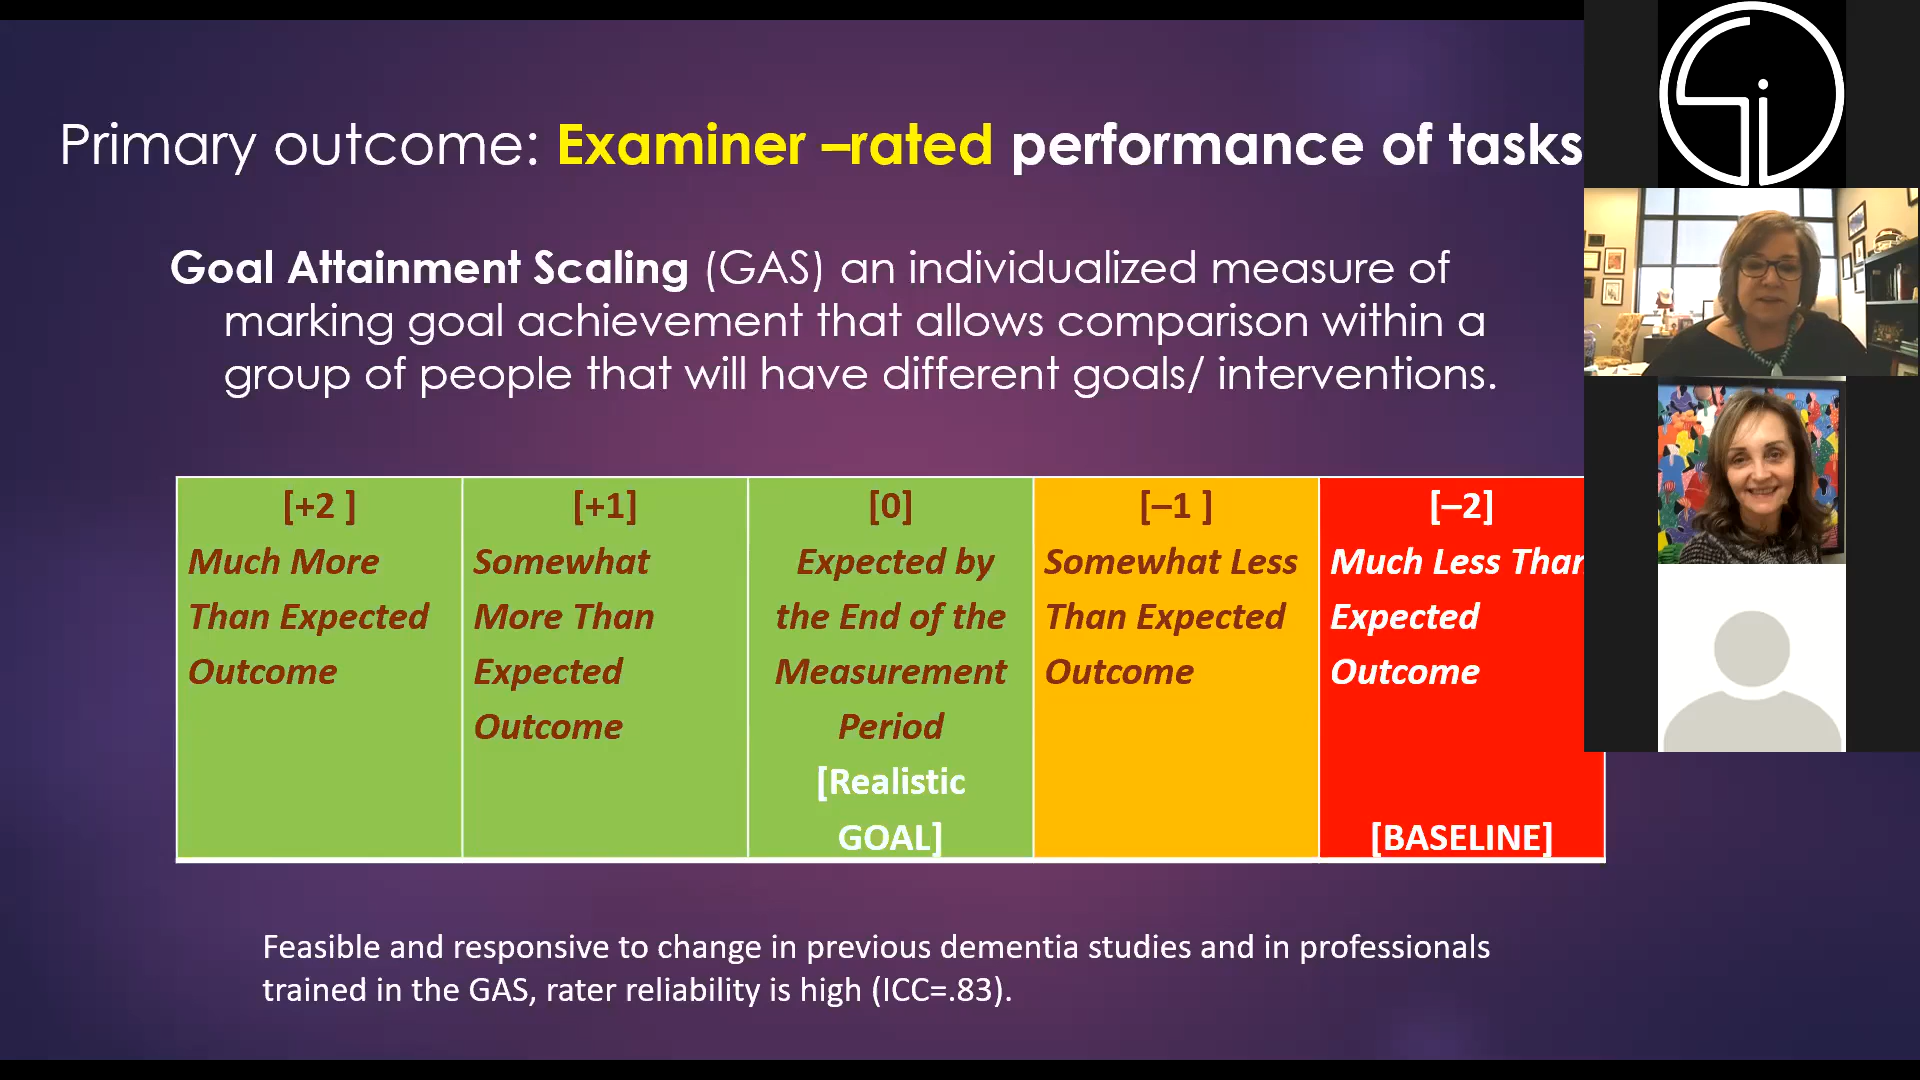 Primary outcome: Examiner –rated performance of tasks
Goal Attainment Scaling (GAS) an individualized measure of
marking goal achievement that allows comparison within a
group of people that will have different goals/ interventions.
[+2 ]
Much More
Than Expected
Outcome
[+1]
Somewhat
More Than
Expected
Outcome
[0]
Expected by
the End of the
Measurement
Period
[Realistic
GOAL]
[–1 ]
Somewhat Less
Than Expected
Outcome
[–2]
Much Less Than
Expected
Outcome
[BASELINE]
Feasible and responsive to change in previous dementia studies and in professionals
trained in the GAS, rater reliability is high (ICC=.83).